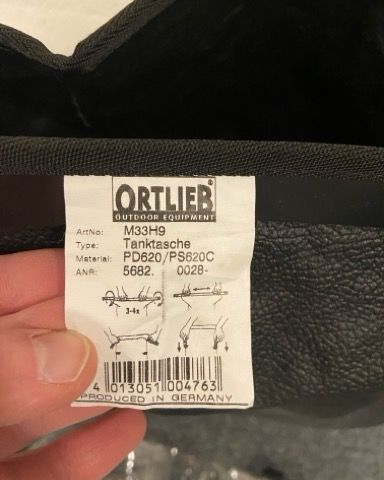 ORTLIEB
OUTDOOR EQUIPMENT
ArtNo: M33H9
Type: Tanktasche
Material: PD620/PS620C
ANR: 5682. 0028-
3-4x
4 013051 004763
PRODUCED IN GERMANY